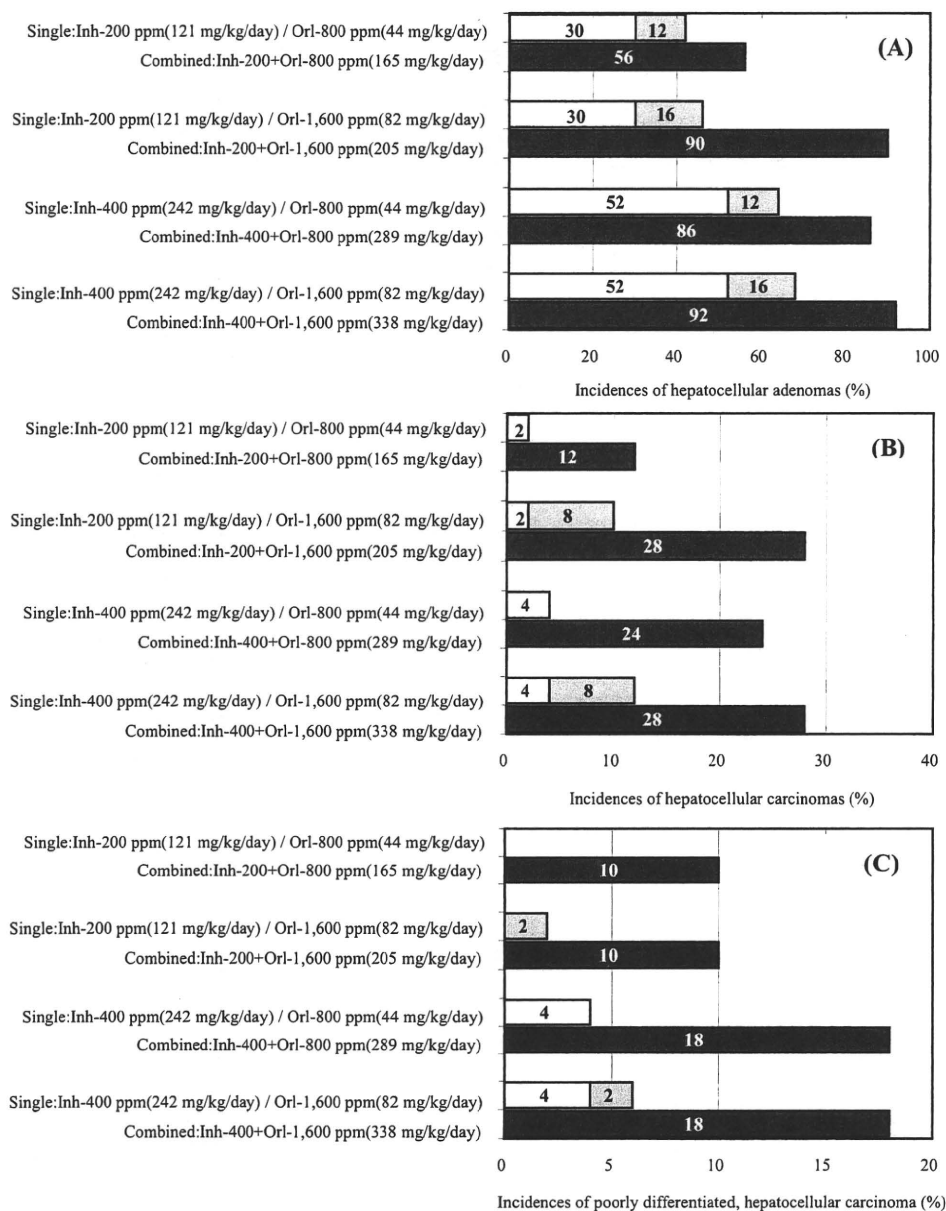 Single:Inh-200 ppm(121 mg/kg/day) / Orl-800 ppm(44 mg/kg/day)
30 12
(A)
Combined:Inh-200+Orl-800 ppm(165 mg/kg/day)
56
Single:Inh-200 ppm(121 mg/kg/day) / Orl-1,600 ppm(82 mg/kg/day)
30 16
Combined:Inh-200+Orl-1,600 ppm(205 mg/kg/day)
90
Single:Inh-400 ppm(242 mg/kg/day) / Orl-800 ppm(44 mg/kg/day)
52 12
Combined:Inh-400+Orl-800 ppm(289 mg/kg/day)
86
Single:Inh-400 ppm(242 mg/kg/day) / Orl-1,600 ppm(82 mg/kg/day)
52 16
Combined:Inh-400+Orl-1,600 ppm(338 mg/kg/day)
92
0 20 40 60 80 100
Incidences of hepatocellular adenomas (%)
Single:Inh-200 ppm(121 mg/kg/day) / Orl-800 ppm(44 mg/kg/day)
2
(B)
Combined:Inh-200+Orl-800 ppm(165 mg/kg/day)
12
Single:Inh-200 ppm(121 mg/kg/day) / Orl-1,600 ppm(82 mg/kg/day)
2 8
Combined:Inh-200+Orl-1,600 ppm(205 mg/kg/day)
28
Single:Inh-400 ppm(242 mg/kg/day) / Orl-800 ppm(44 mg/kg/day)
4
Combined:Inh-400+Orl-800 ppm(289 mg/kg/day)
24
Single:Inh-400 ppm(242 mg/kg/day) / Orl-1,600 ppm(82 mg/kg/day)
4 8
Combined:Inh-400+Orl-1,600 ppm(338 mg/kg/day)
28
0 10 20 30 40
Incidences of hepatocellular carcinomas (%)
Single:Inh-200 ppm(121 mg/kg/day) / Orl-800 ppm(44 mg/kg/day)
(C)
Combined:Inh-200+Orl-800 ppm(165 mg/kg/day)
10
Single:Inh-200 ppm(121 mg/kg/day) / Orl-1,600 ppm(82 mg/kg/day)
2
Combined:Inh-200+Orl-1,600 ppm(205 mg/kg/day)
10
Single:Inh-400 ppm(242 mg/kg/day) / Orl-800 ppm(44 mg/kg/day)
4
Combined:Inh-400+Orl-800 ppm(289 mg/kg/day)
18
Single:Inh-400 ppm(242 mg/kg/day) / Orl-1,600 ppm(82 mg/kg/day)
4 2
Combined:Inh-400+Orl-1,600 ppm(338 mg/kg/day)
18
0 5 10 15 20
Incidences of poorly differentiated, hepatocellular carcinoma (%)